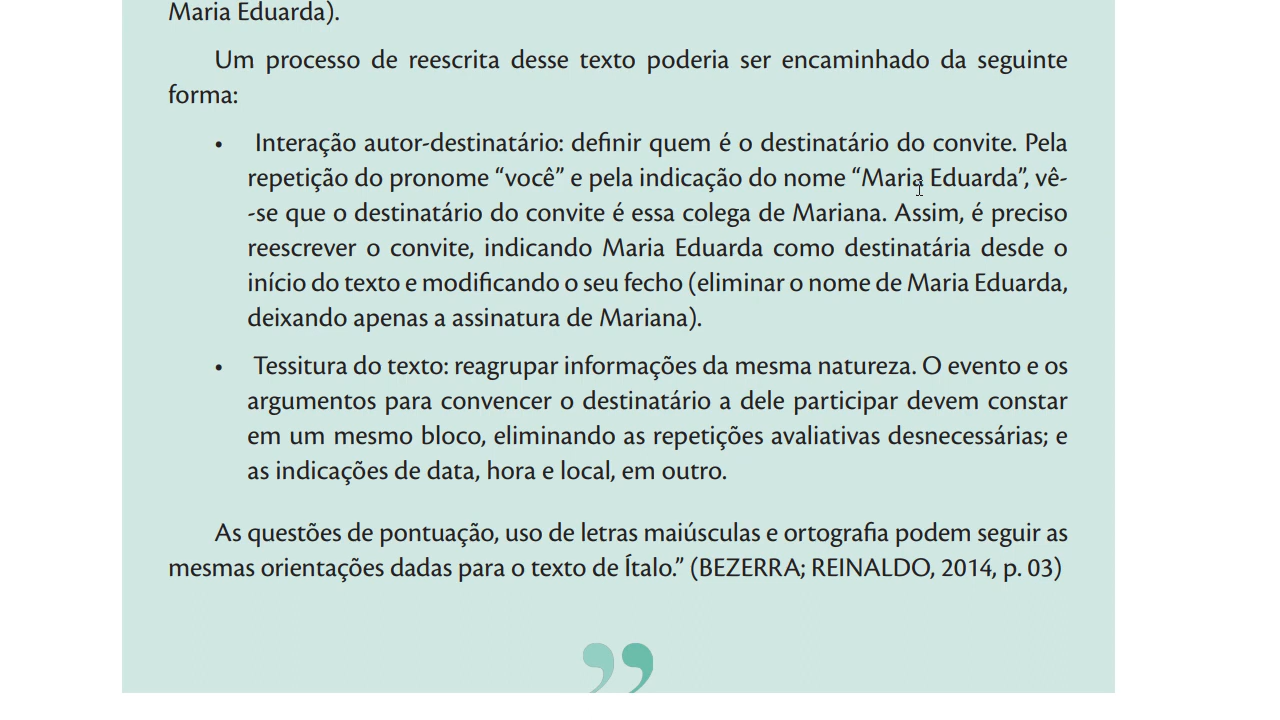 Maria Eduarda).
Um processo de reescrita desse texto poderia ser encaminhado da seguinte
forma:
• Interação autor-destinatário: definir quem é o destinatário do convite. Pela
repetição do pronome “você” e pela indicação do nome “Maria Eduarda”, vê-
-se que o destinatário do convite é essa colega de Mariana. Assim, é preciso
reescrever o convite, indicando Maria Eduarda como destinatária desde o
início do texto e modificando o seu fecho (eliminar o nome de Maria Eduarda,
deixando apenas a assinatura de Mariana).
• Tessitura do texto: reagrupar informações da mesma natureza. O evento e os
argumentos para convencer o destinatário a dele participar devem constar
em um mesmo bloco, eliminando as repetições avaliativas desnecessárias; e
as indicações de data, hora e local, em outro.
As questões de pontuação, uso de letras maiúsculas e ortografia podem seguir as
mesmas orientações dadas para o texto de Ítalo.” (BEZERRA; REINALDO, 2014, p. 03)
”